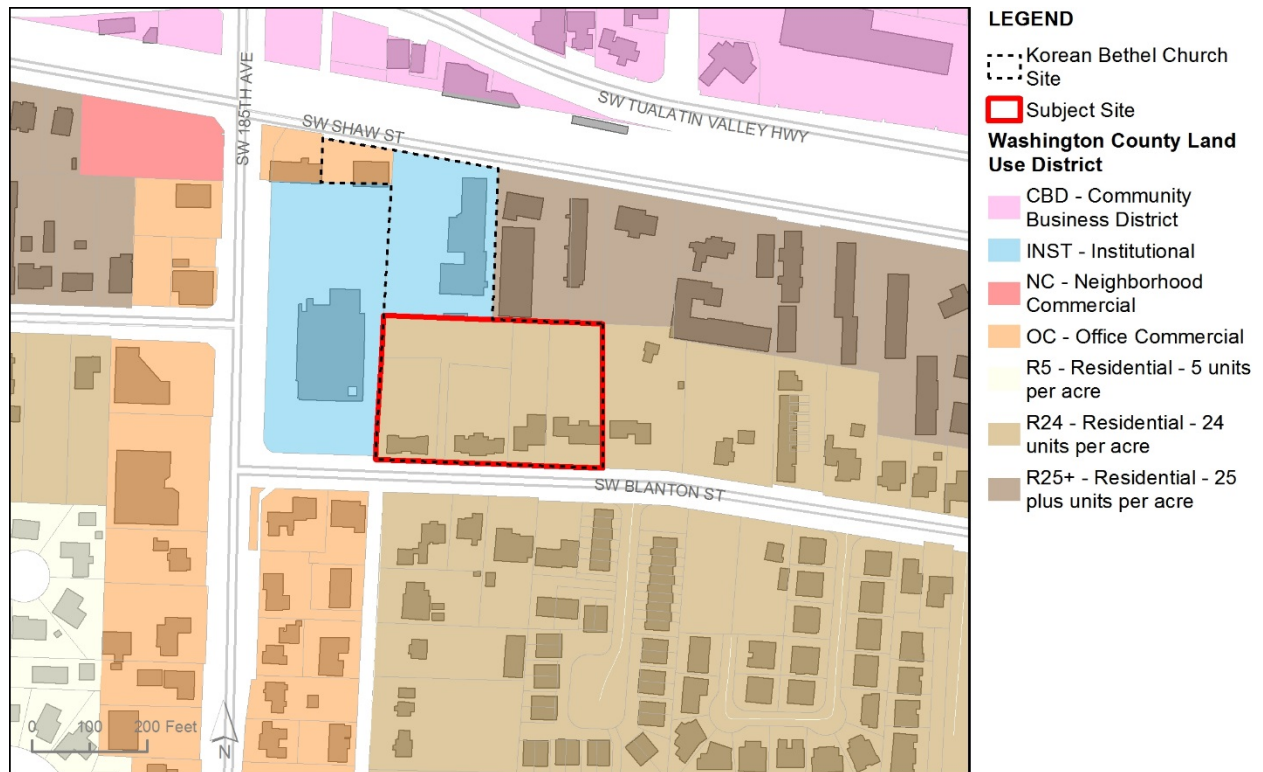 SW 185TH AVE
SW TUALATIN VALLEY HWY
SW SHAW ST
SW BLANTON ST
0 100 200 Feet
N
LEGEND
Korean Bethel Church
Site
Subject Site
Washington County Land
Use District
CBD - Community
Business District
INST - Institutional
NC - Neighborhood
Commercial
OC - Office Commercial
R5 - Residential - 5 units
per acre
R24 - Residential - 24
units per acre
R25+ - Residential - 25
plus units per acre